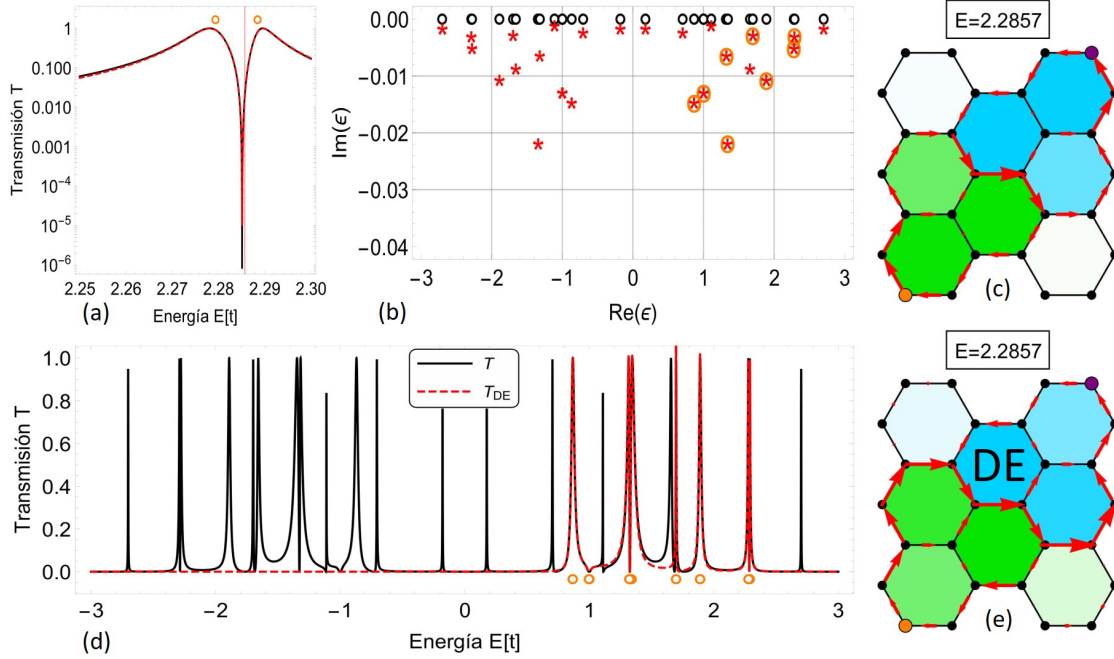 Transmisión T
1
0.100
0.010
0.001
10⁻⁴
10⁻⁵
10⁻⁶
2.25 2.26 2.27 2.28 2.29 2.30
(a) Energía E[t]
Im(ϵ)
0.00
−0.01
−0.02
−0.03
−0.04
−3 −2 −1 0 1 2 3
(b) Re(ϵ)
E=2.2857
(c)
Transmisión T
1.0
0.8
0.6
0.4
0.2
0.0
T
T_DE
−3 −2 −1 0 1 2 3
(d) Energía E[t]
E=2.2857
DE
(e)